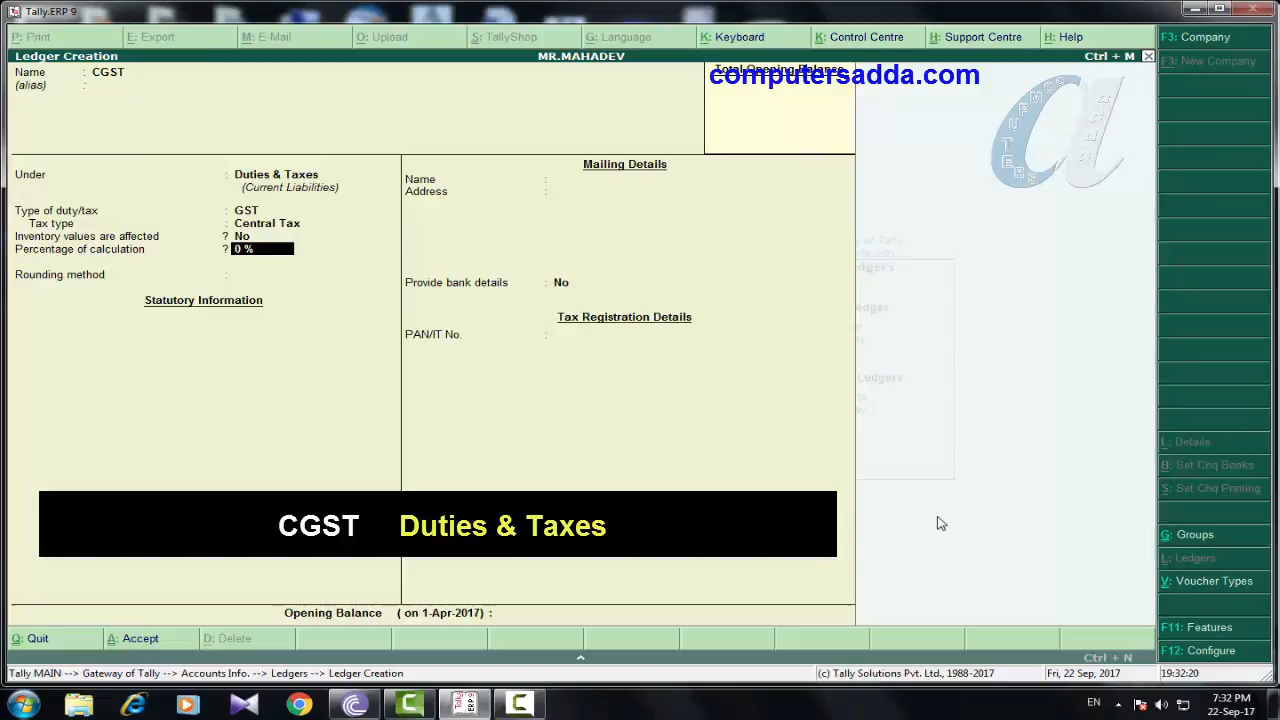 Tally.ERP 9
P: Print E: Export M: E-Mail O: Upload S: TallyShop G: Language K: Keyboard K: Control Centre H: Support Centre H: Help F3: Company
Ledger Creation MR.MAHADEV Ctrl + M
F3: New Company
Name : CGST
(alias) :
Total Opening Balance
computersadda.com
Under : Duties & Taxes
(Current Liabilities)
Type of duty/tax : GST
Tax type : Central Tax
Inventory values are affected ? No
Percentage of calculation ? 0 %
Rounding method :
Statutory Information
Mailing Details
Name :
Address :
Provide bank details : No
Tax Registration Details
PAN/IT No. :
CGST Duties & Taxes
Opening Balance ( on 1-Apr-2017) :
L: Details
B: Set Chq Books
S: Set Chq Printing
G: Groups
L: Ledgers
V: Voucher Types
F11: Features
F12: Configure
Q: Quit A: Accept D: Delete
Ctrl + N
Tally MAIN --> Gateway of Tally --> Accounts Info. --> Ledgers --> Ledger Creation (c) Tally Solutions Pvt. Ltd., 1988-2017 Fri, 22 Sep, 2017 19:32:20
EN 7:32 PM
22-Sep-17